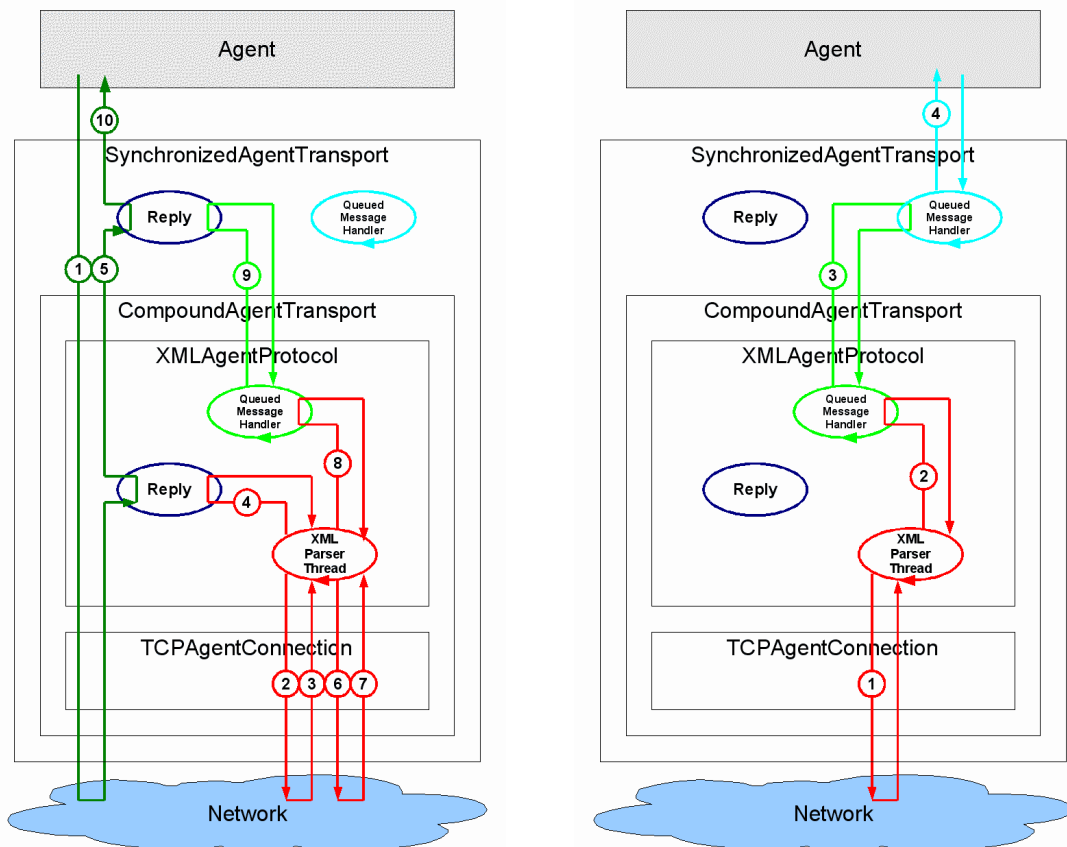 Agent
10
SynchronizedAgentTransport
Reply
Queued
Message
Handler
1
5
9
CompoundAgentTransport
XMLAgentProtocol
Queued
Message
Handler
8
Reply
4
XML
Parser
Thread
TCPAgentConnection
2
3
6
7
Network
Agent
4
SynchronizedAgentTransport
Reply
Queued
Message
Handler
3
CompoundAgentTransport
XMLAgentProtocol
Queued
Message
Handler
2
Reply
XML
Parser
Thread
TCPAgentConnection
1
Network